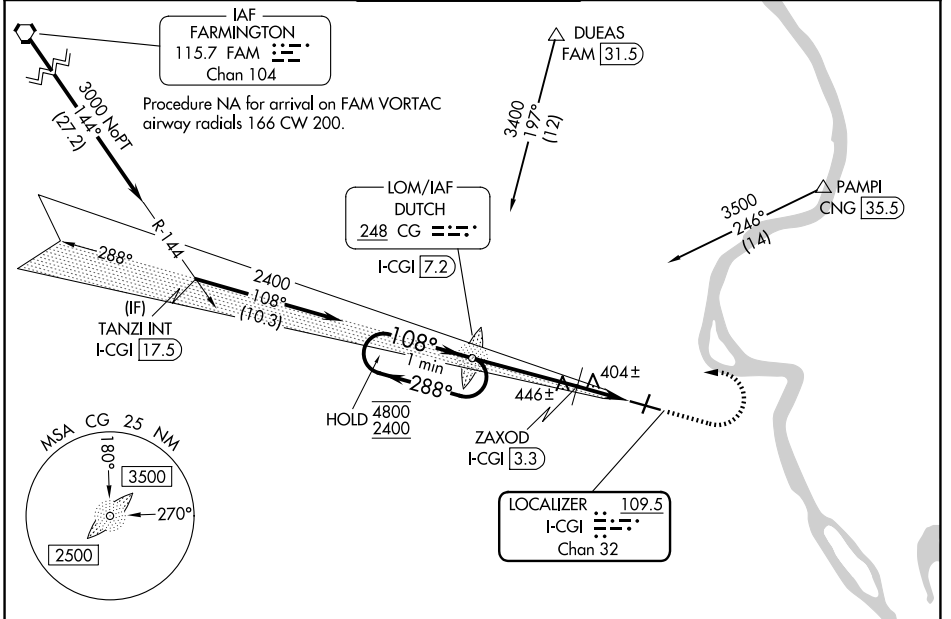 IAF
FARMINGTON
115.7 FAM
Chan 104
Procedure NA for arrival on FAM VORTAC
airway radials 166 CW 200.
3000 NoPT
144°
(27.2)
R-144
DUEAS
FAM 31.5
3400
197°
(12)
PAMPI
CNG 35.5
3500
246°
(14)
LOM/IAF
DUTCH
248 CG
I-CGI 7.2
288°
2400
108°
(10.3)
(IF)
TANZI INT
I-CGI 17.5
108°
1 min
288°
HOLD
4800
2400
446±
404±
ZAXOD
I-CGI 3.3
LOCALIZER 109.5
I-CGI
Chan 32
MSA CG 25 NM
180°
3500
270°
2500